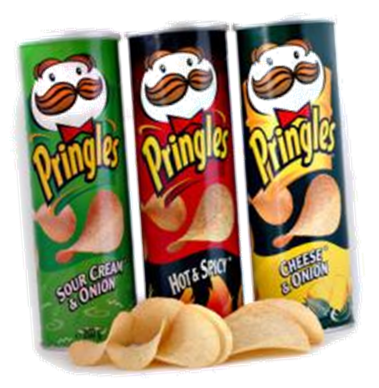 Pringles
SOUR CREAM
& ONION
Pringles
HOT & SPICY
Pringles
CHEESE
& ONION